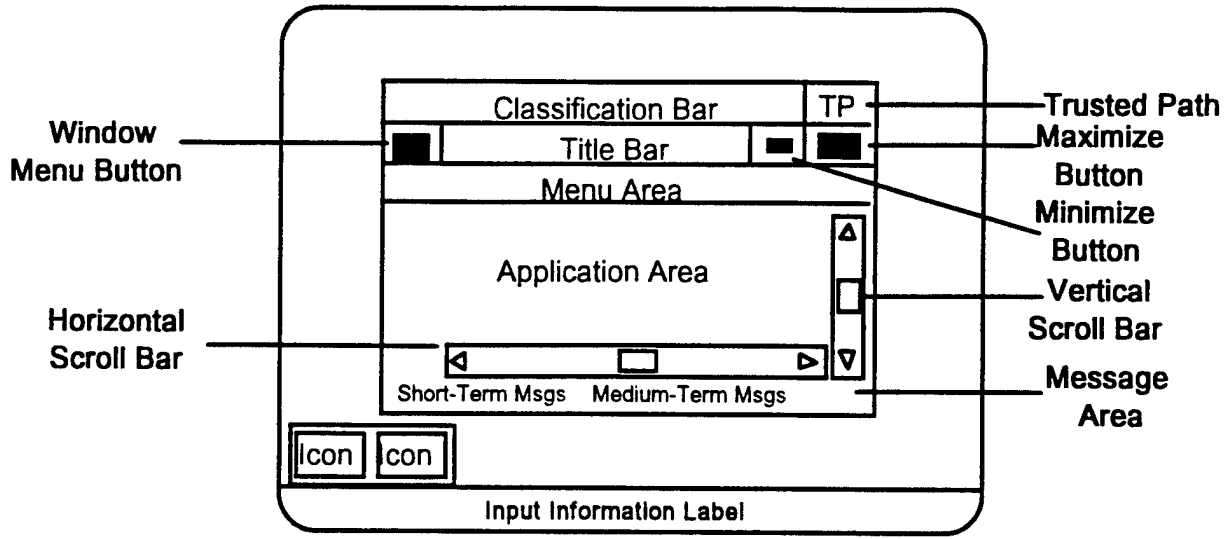 Classification Bar
TP
Trusted Path
Window
Menu Button
Title Bar
Maximize
Button
Menu Area
Minimize
Button
Application Area
Vertical
Scroll Bar
Horizontal
Scroll Bar
Short-Term Msgs Medium-Term Msgs
Message
Area
Icon Icon
Input Information Label